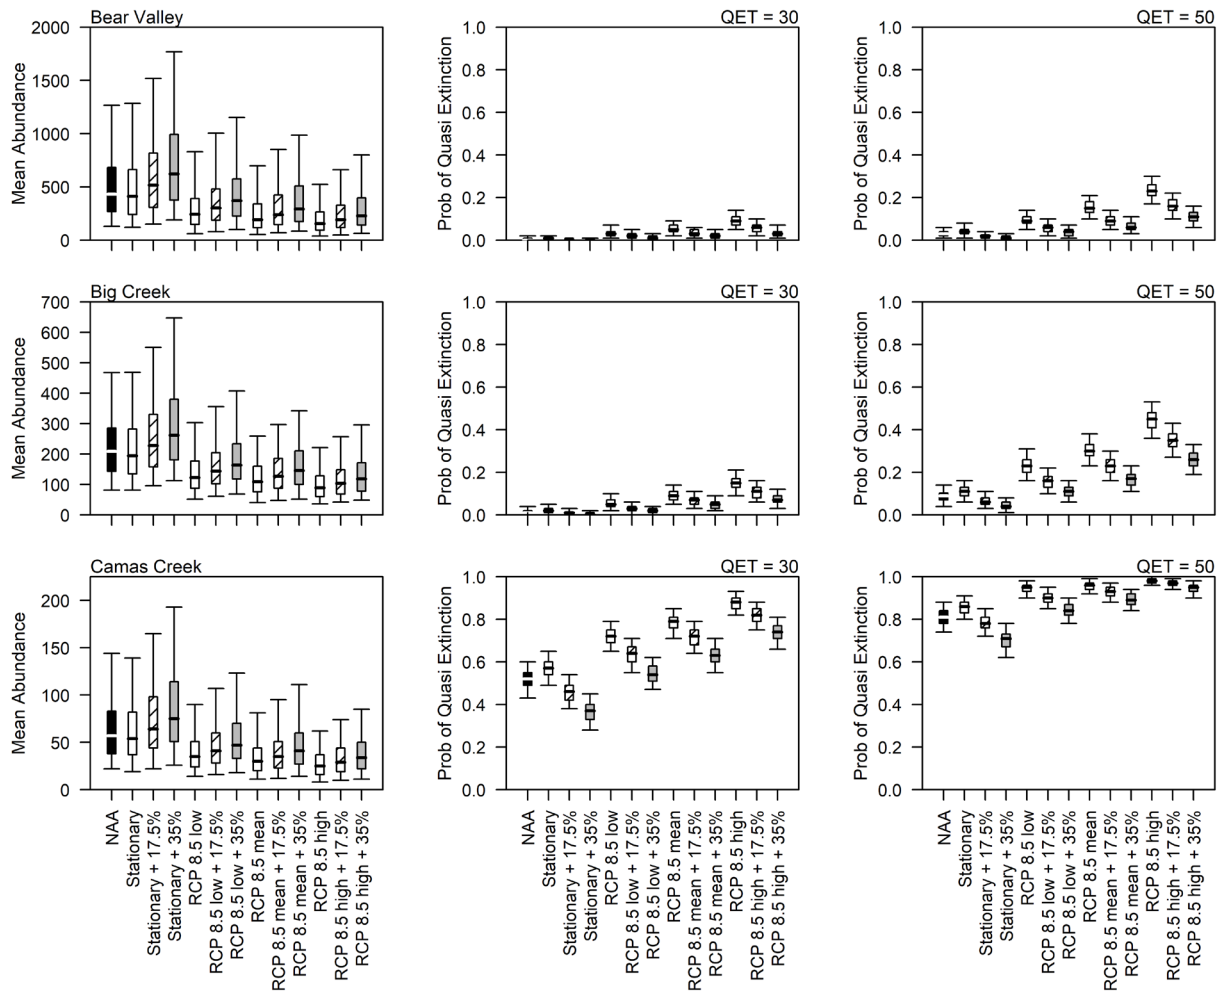 Bear Valley
Mean Abundance
2000
1500
1000
500
0
QET = 30
Prob of Quasi Extinction
1.0
0.8
0.6
0.4
0.2
0.0
QET = 50
Prob of Quasi Extinction
1.0
0.8
0.6
0.4
0.2
0.0
Big Creek
Mean Abundance
700
600
500
400
300
200
100
0
QET = 30
Prob of Quasi Extinction
1.0
0.8
0.6
0.4
0.2
0.0
QET = 50
Prob of Quasi Extinction
1.0
0.8
0.6
0.4
0.2
0.0
Camas Creek
Mean Abundance
200
150
100
50
0
NAA
Stationary
Stationary + 17.5%
Stationary + 35%
RCP 8.5 low
RCP 8.5 low + 17.5%
RCP 8.5 low + 35%
RCP 8.5 mean
RCP 8.5 mean + 17.5%
RCP 8.5 mean + 35%
RCP 8.5 high
RCP 8.5 high + 17.5%
RCP 8.5 high + 35%
QET = 30
Prob of Quasi Extinction
1.0
0.8
0.6
0.4
0.2
0.0
NAA
Stationary
Stationary + 17.5%
Stationary + 35%
RCP 8.5 low
RCP 8.5 low + 17.5%
RCP 8.5 low + 35%
RCP 8.5 mean
RCP 8.5 mean + 17.5%
RCP 8.5 mean + 35%
RCP 8.5 high
RCP 8.5 high + 17.5%
RCP 8.5 high + 35%
QET = 50
Prob of Quasi Extinction
1.0
0.8
0.6
0.4
0.2
0.0
NAA
Stationary
Stationary + 17.5%
Stationary + 35%
RCP 8.5 low
RCP 8.5 low + 17.5%
RCP 8.5 low + 35%
RCP 8.5 mean
RCP 8.5 mean + 17.5%
RCP 8.5 mean + 35%
RCP 8.5 high
RCP 8.5 high + 17.5%
RCP 8.5 high + 35%